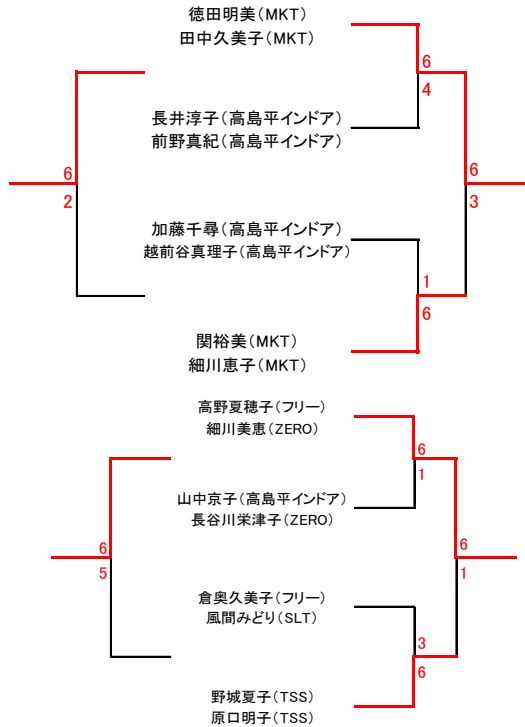 徳田明美(MKT)
田中久美子(MKT)
6
4
長井淳子(高島平インドア)
前野真紀(高島平インドア)
6
2
6
3
加藤千尋(高島平インドア)
越前谷真理子(高島平インドア)
1
6
関裕美(MKT)
細川恵子(MKT)
高野夏穂子(フリー)
細川美恵(ZERO)
6
1
山中京子(高島平インドア)
長谷川栄津子(ZERO)
6
5
6
1
倉奥久美子(フリー)
風間みどり(SLT)
3
6
野城夏子(TSS)
原口明子(TSS)